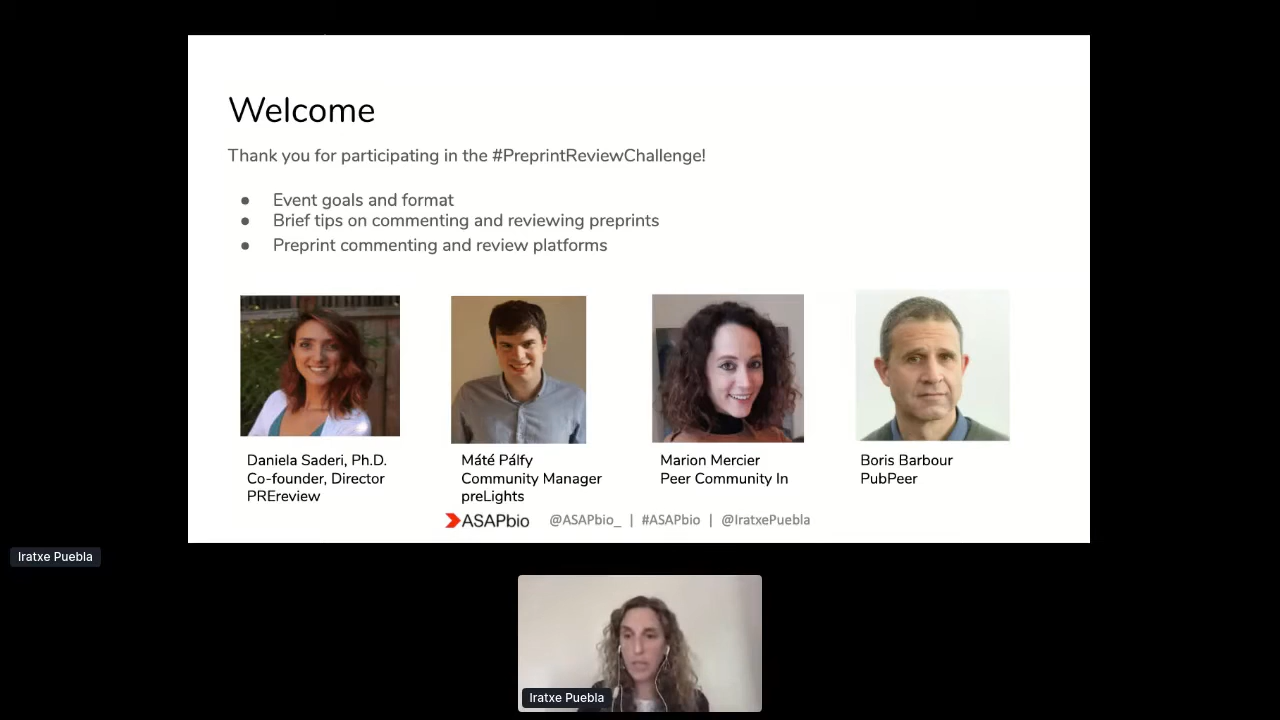 Welcome
Thank you for participating in the #PreprintReviewChallenge!
● Event goals and format
● Brief tips on commenting and reviewing preprints
● Preprint commenting and review platforms
Daniela Saderi, Ph.D.
Co-founder, Director
PREreview
Máté Pálfy
Community Manager
preLights
Marion Mercier
Peer Community In
Boris Barbour
PubPeer
ASAPbio @ASAPbio_ | #ASAPbio | @IratxePuebla
Iratxe Puebla
Iratxe Puebla